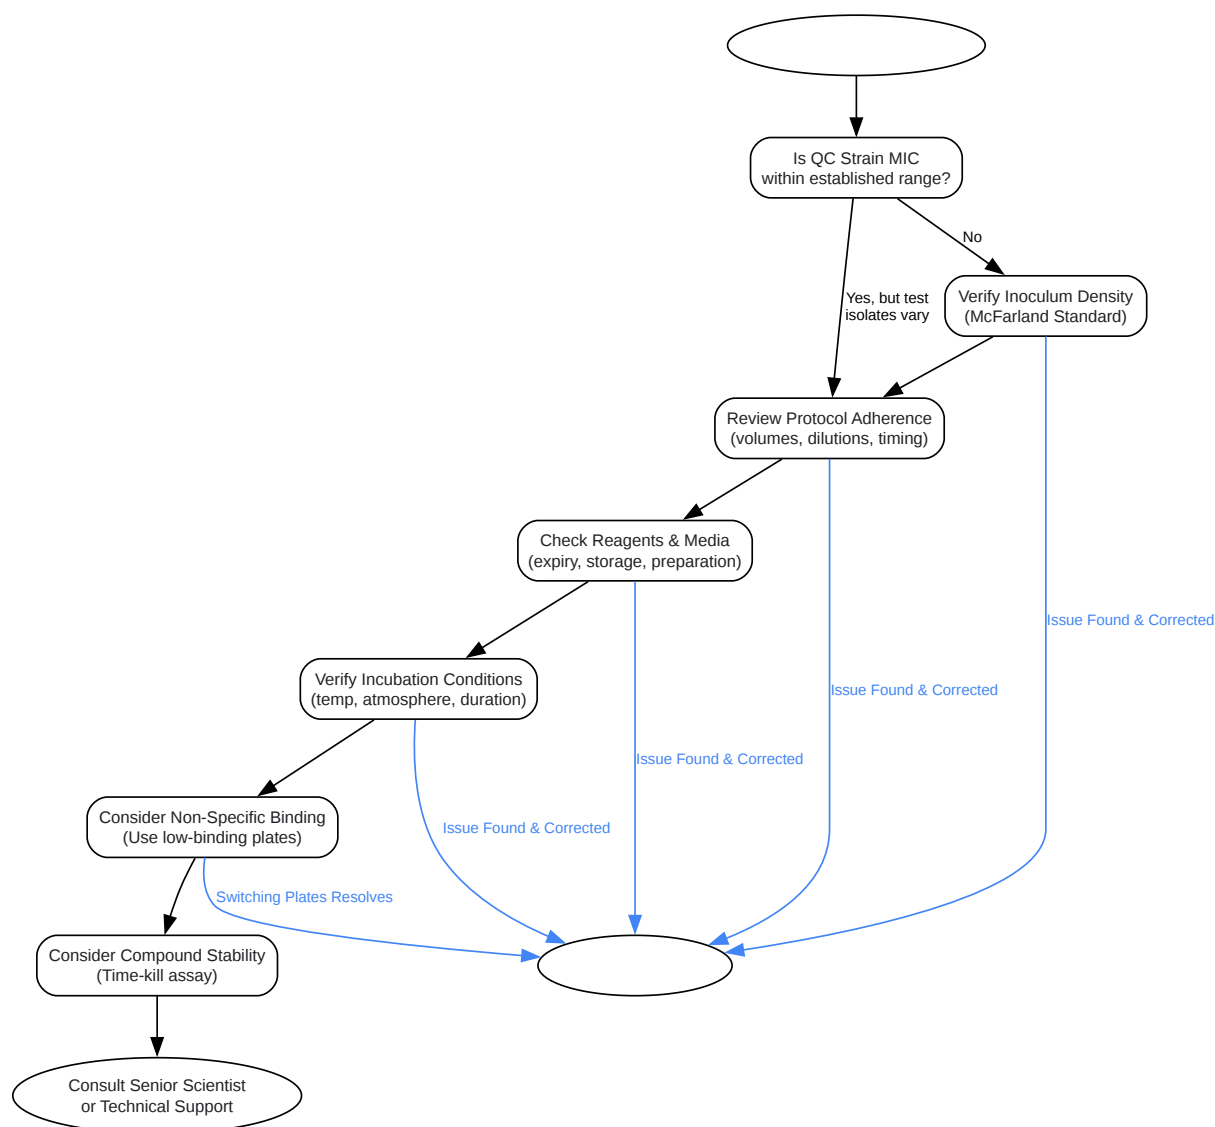 Is QC Strain MIC
within established range?
No
Yes, but test
isolates vary
Verify Inoculum Density
(McFarland Standard)
Review Protocol Adherence
(volumes, dilutions, timing)
Check Reagents & Media
(expiry, storage, preparation)
Issue Found & Corrected
Verify Incubation Conditions
(temp, atmosphere, duration)
Issue Found & Corrected
Issue Found & Corrected
Consider Non-Specific Binding
(Use low-binding plates)
Issue Found & Corrected
Switching Plates Resolves
Consider Compound Stability
(Time-kill assay)
Consult Senior Scientist
or Technical Support